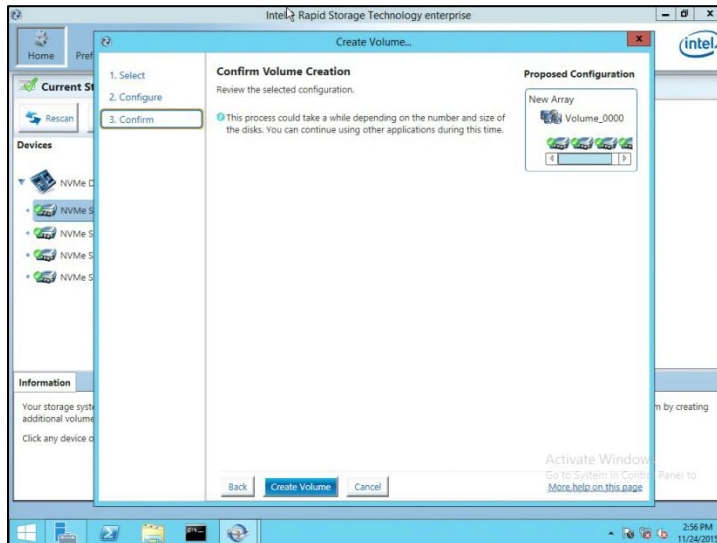 Intel® Rapid Storage Technology enterprise
Home
Pref
intel
Current St
Rescan
Devices
NVMe D
NVMe S
NVMe S
NVMe S
NVMe S
Create Volume...
1. Select
2. Configure
3. Confirm
Confirm Volume Creation
Review the selected configuration.
This process could take a while depending on the number and size of
the disks. You can continue using other applications during this time.
Proposed Configuration
New Array
Volume_0000
Information
Your storage syste
additional volume
Click any device o
m by creating
Activate Window
Go to System in Contro Panel to
More help on this page
Back
Create Volume
Cancel
2:56 PM
11/24/2015